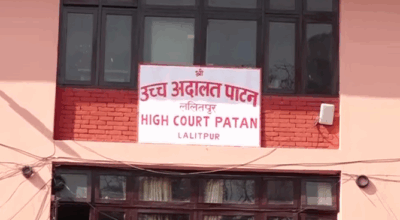 श्री
उच्च अदालत पाटन
ललितपुर
HIGH COURT PATAN
LALITPUR